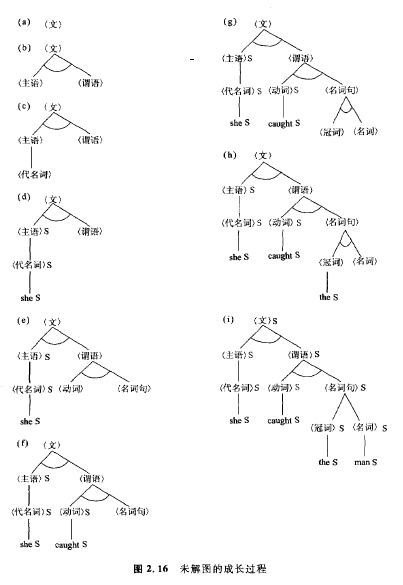 (a) 〈文〉
(b) 〈文〉
〈主语〉 〈谓语〉
(c) 〈文〉
〈主语〉 〈谓语〉
〈代名词〉
(d) 〈文〉
〈主语〉S 〈谓语〉
〈代名词〉S
she S
(e) 〈文〉
〈主语〉S 〈谓语〉
〈代名词〉S 〈动词〉 〈名词句〉
she S
(f) 〈文〉
〈主语〉S 〈谓语〉
〈代名词〉S 〈动词〉S 〈名词句〉
she S caught S
(g) 〈文〉
〈主语〉S 〈谓语〉
〈代名词〉S 〈动词〉S 〈名词句〉
she S caught S 〈冠词〉 〈名词〉
(h) 〈文〉
〈主语〉S 〈谓语〉
〈代名词〉S 〈动词〉S 〈名词句〉
she S caught S 〈冠词〉 〈名词〉
the S
(i) 〈文〉S
〈主语〉S 〈谓语〉S
〈代名词〉S 〈动词〉S 〈名词句〉S
she S caught S 〈冠词〉S 〈名词〉S
the S man S
图 2.16 未解图的成长过程